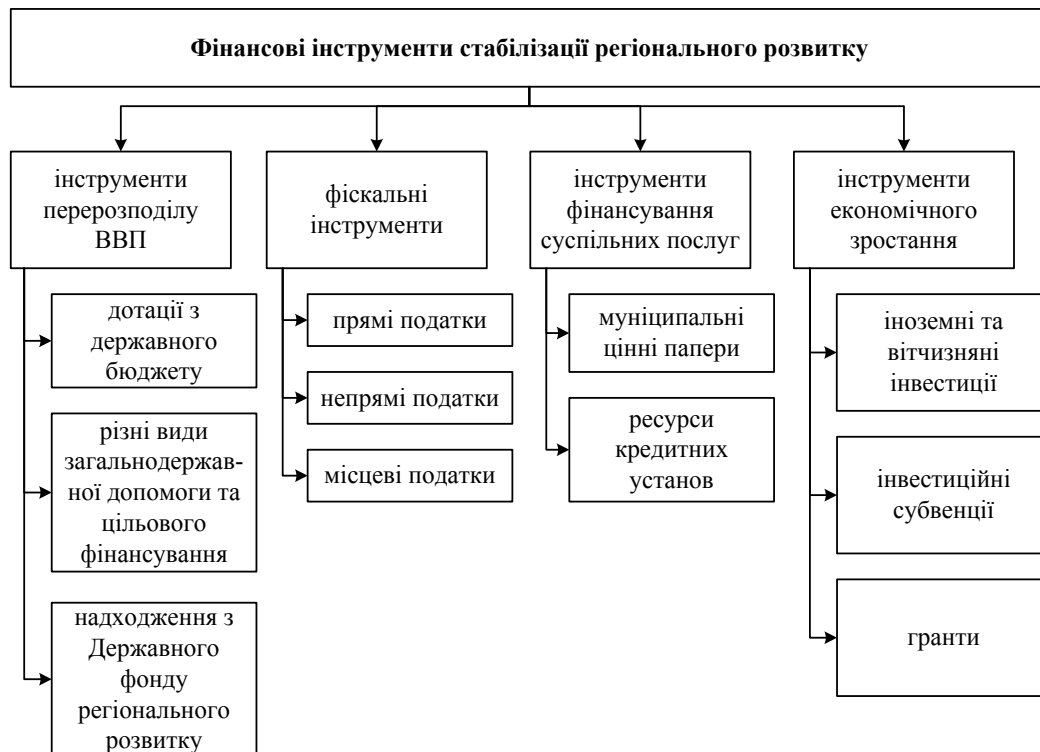 Фінансові інструменти стабілізації регіонального розвитку
інструменти
перерозподілу
ВВП
дотації з
державного
бюджету
різні види
загальнодержав-
ної допомоги та
цільового
фінансування
надходження з
Державного
фонду
регіонального
розвитку
фіскальні
інструменти
прямі податки
непрямі податки
місцеві податки
інструменти
фінансування
суспільних послуг
муніципальні
цінні папери
ресурси
кредитних
установ
інструменти
економічного
зростання
іноземні та
вітчизняні
інвестиції
інвестиційні
субвенції
гранти